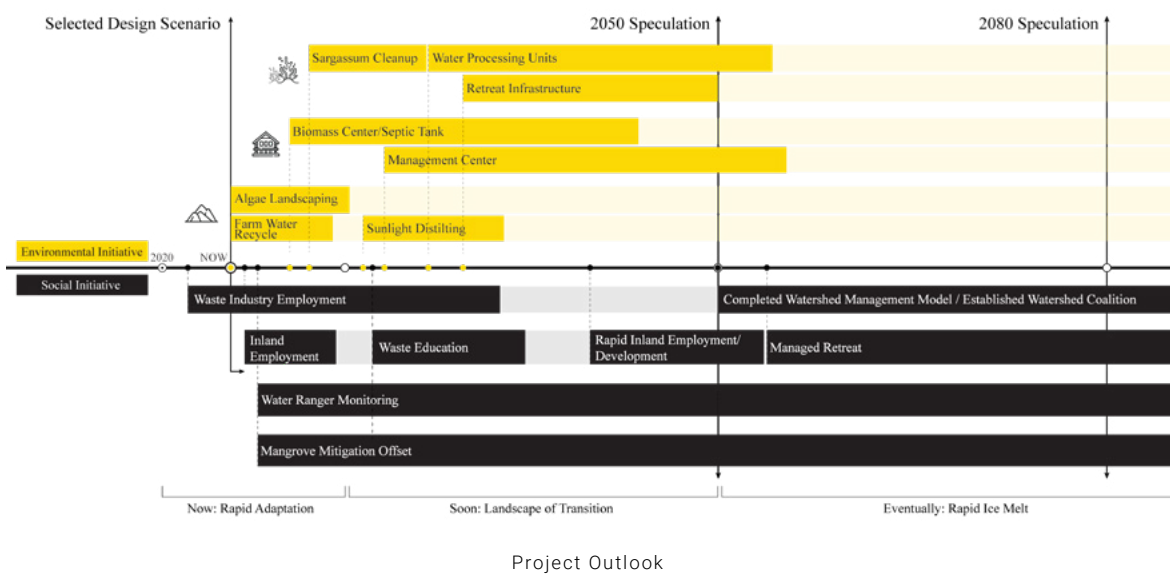 Selected Design Scenario
2050 Speculation
2080 Speculation
Sargassum Cleanup
Water Processing Units
Retreat Infrastructure
Biomass Center/Septic Tank
Management Center
Algae Landscaping
Farm Water
Recycle
Sunlight Distilting
Environmental Initiative
2020
NOW
Social Initiative
Waste Industry Employment
Completed Watershed Management Model / Established Watershed Coalition
Inland
Employment
Waste Education
Rapid Inland Employment/
Development
Managed Retreat
Water Ranger Monitoring
Mangrove Mitigation Offset
Now: Rapid Adaptation
Soon: Landscape of Transition
Eventually: Rapid Ice Melt
Project Outlook